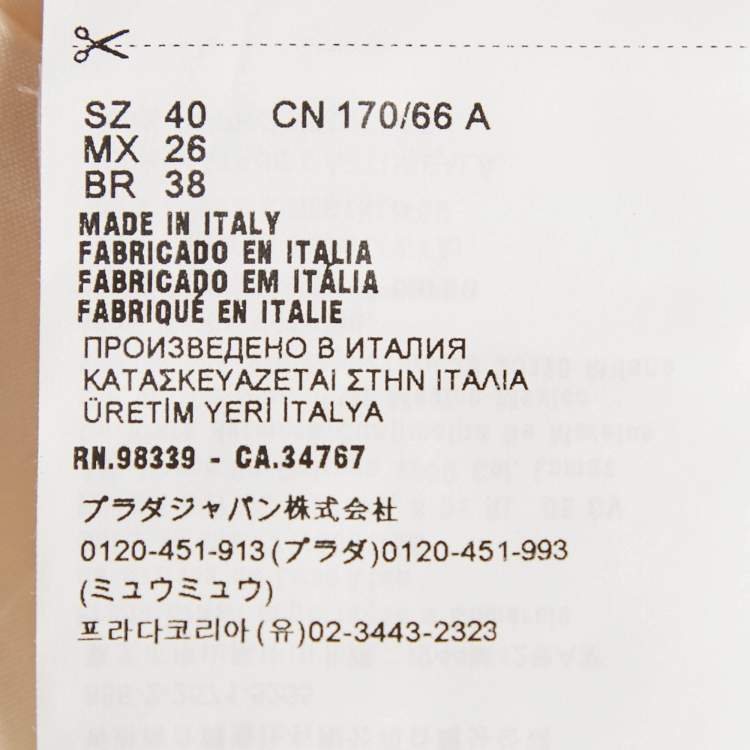 SZ 40 CN 170/66 A
MX 26
BR 38
MADE IN ITALY
FABRICADO EN ITALIA
FABRICADO EM ITÁLIA
FABRIQUÉ EN ITALIE
ПРОИЗВЕДЕНО В ИТАЛИЯ
ΚΑΤΑΣΚΕΥΑΖΕΤΑΙ ΣΤΗΝ ΙΤΑΛΙΑ
ÜRETİM YERİ İTALYA
RN.98339 - CA.34767
プラダジャパン株式会社
0120-451-913(プラダ)0120-451-993
(ミュウミュウ)
프라다코리아(유)02-3443-2323